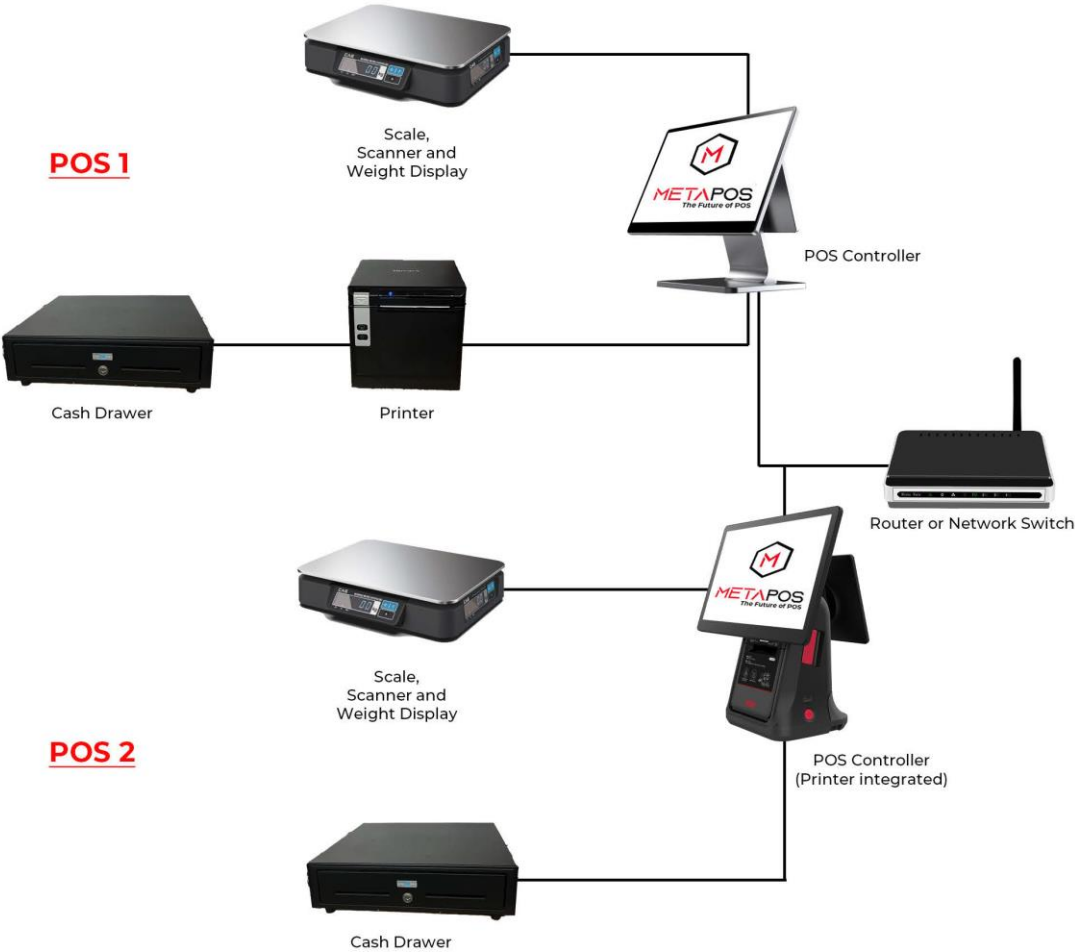 Scale,
Scanner and
Weight Display
POS 1
METAPOS
The Future of POS
POS Controller
Cash Drawer
Printer
Router or Network Switch
METAPOS
The Future of POS
Scale,
Scanner and
Weight Display
POS 2
POS Controller
(Printer integrated)
Cash Drawer